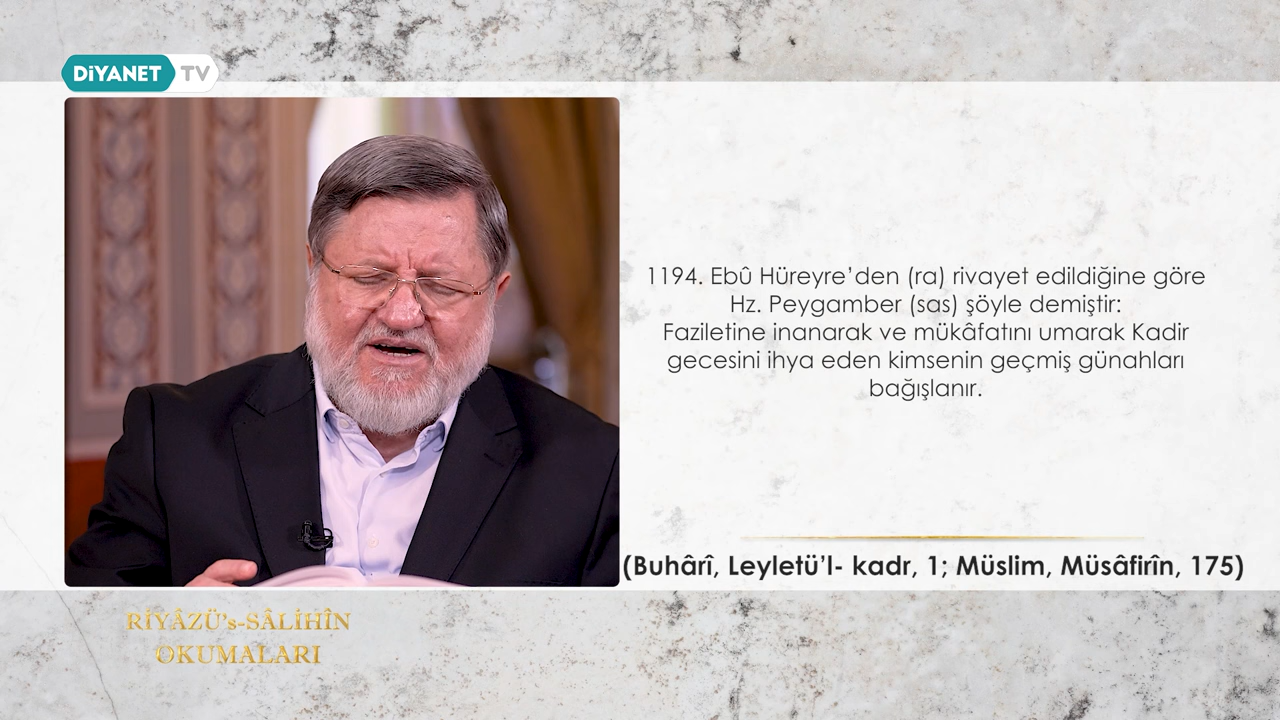 DİYANET TV
1194. Ebû Hüreyre'den (ra) rivayet edildiğine göre
Hz. Peygamber (sas) şöyle demiştir:
Faziletine inanarak ve mükâfatını umarak Kadir
gecesini ihya eden kimsenin geçmiş günahları
bağışlanır.
(Buhârî, Leyletü'l- kadr, 1; Müslim, Müsâfirîn, 175)
RİYÂZÜ's-SÂLİHÎN
OKUMALARI